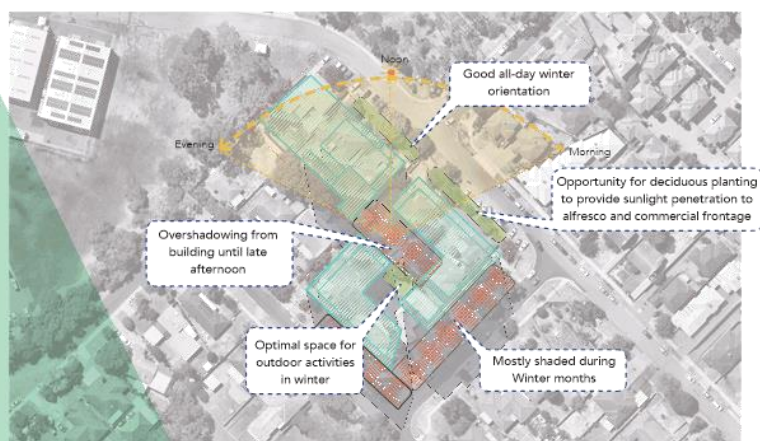 Noon
Good all-day winter
orientation
Evening
Morning
Opportunity for deciduous planting
to provide sunlight penetration to
alfresco and commercial frontage
Overshadowing from
building until late
afternoon
Optimal space for
outdoor activities
in winter
Mostly shaded during
Winter months